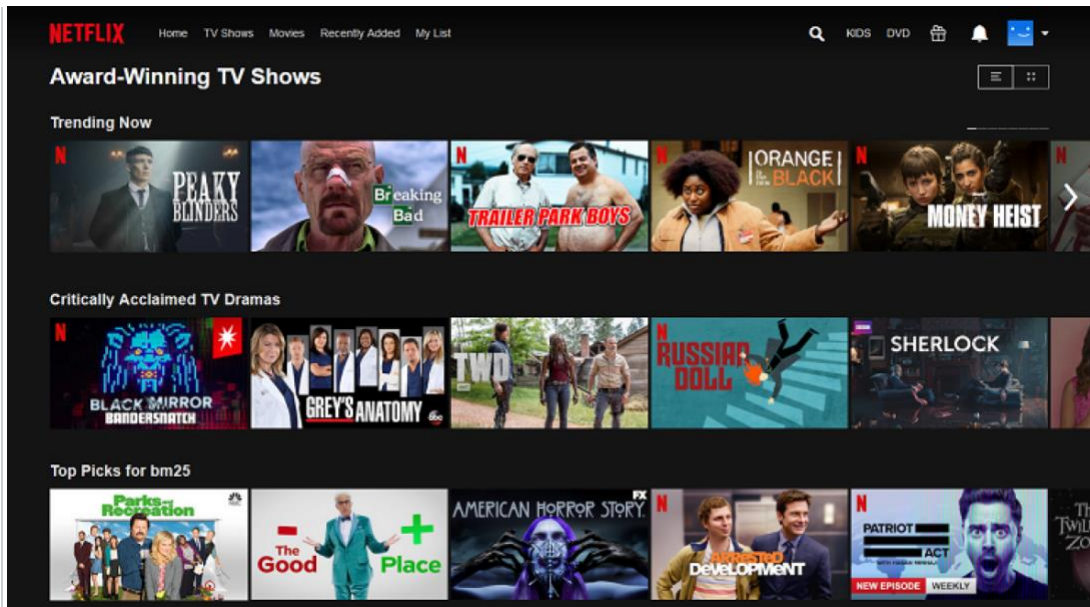 NETFLIX Home TV Shows Movies Recently Added My List KIDS DVD
Award-Winning TV Shows
Trending Now
N
PEAKY
BLINDERS
Breaking
Bad
N
TRAILER PARK BOYS
N
ORANGE
is the new BLACK
N
MONEY HEIST
N
Critically Acclaimed TV Dramas
N
BLACK MIRROR
BANDERSNATCH
GREY'S ANATOMY abc
TWD
N
RUSSIAN
DOLL
SHERLOCK
Top Picks for bm25
Parks and
Recreation
The
Good Place
FX
AMERICAN HORROR STORY
N
ARRESTED
DEVELOPMENT
N
PATRIOT
ACT
NEW EPISODE WEEKLY